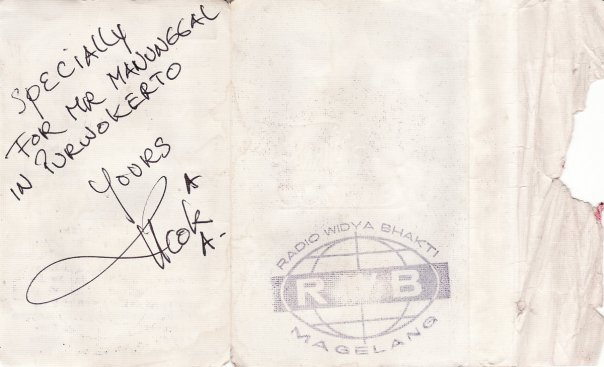 SPECIALLY
FOR MR MANUNGGAL
IN PURWOKERTO
YOURS
A
A-
RADIO WIDYA BHAKTI
RWB
MAGELANG